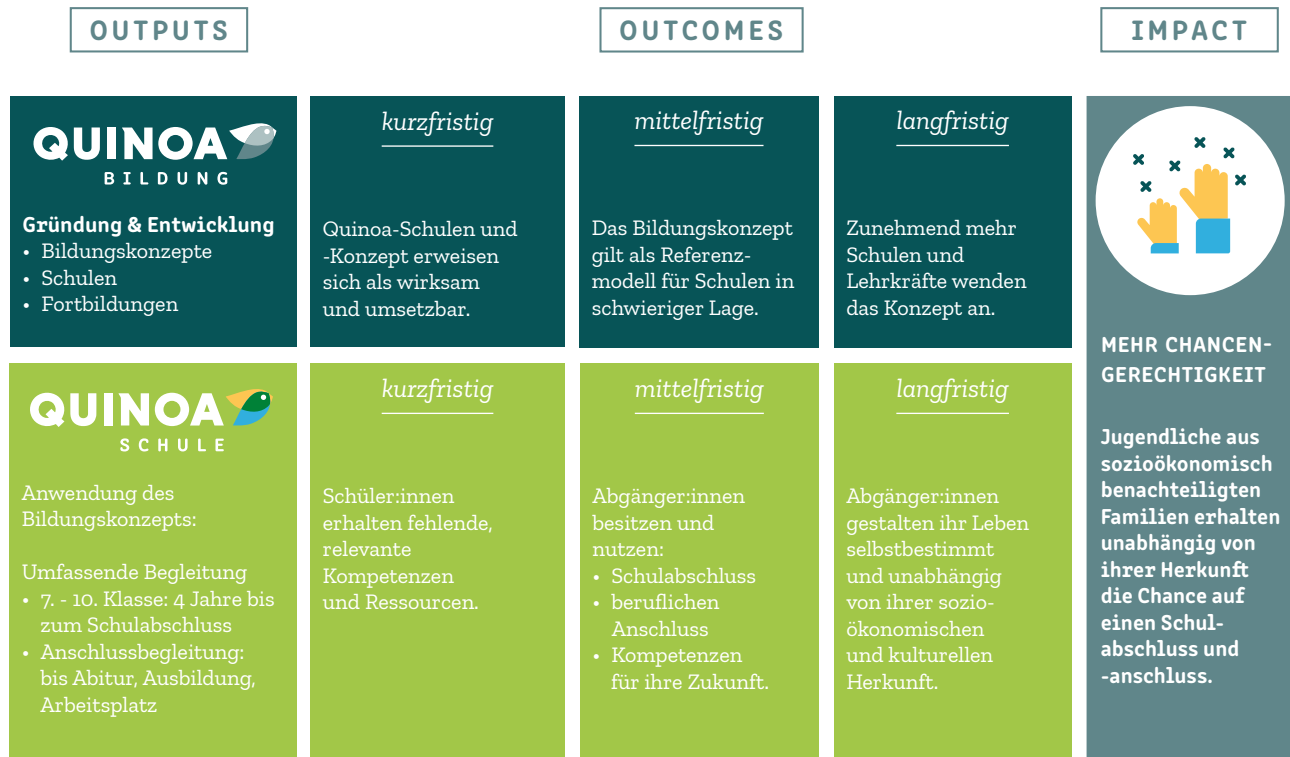 OUTPUTS
OUTCOMES
IMPACT
QUINOA
BILDUNG
Gründung & Entwicklung
• Bildungskonzepte
• Schulen
• Fortbildungen
kurzfristig
Quinoa-Schulen und
-Konzept erweisen
sich als wirksam
und umsetzbar.
mittelfristig
Das Bildungskonzept
gilt als Referenz-
modell für Schulen in
schwieriger Lage.
langfristig
Zunehmend mehr
Schulen und
Lehrkräfte wenden
das Konzept an.
QUINOA
SCHULE
Anwendung des
Bildungskonzepts:
Umfassende Begleitung
• 7. - 10. Klasse: 4 Jahre bis
zum Schulabschluss
• Anschlussbegleitung:
bis Abitur, Ausbildung,
Arbeitsplatz
kurzfristig
Schüler:innen
erhalten fehlende,
relevante
Kompetenzen
und Ressourcen.
mittelfristig
Abgänger:innen
besitzen und
nutzen:
• Schulabschluss
• beruflichen
Anschluss
• Kompetenzen
für ihre Zukunft.
langfristig
Abgänger:innen
gestalten ihr Leben
selbstbestimmt
und unabhängig
von ihrer sozio-
ökonomischen
und kulturellen
Herkunft.
MEHR CHANCEN-
GERECHTIGKEIT
Jugendliche aus
sozioökonomisch
benachteiligten
Familien erhalten
unabhängig von
ihrer Herkunft
die Chance auf
einen Schul-
abschluss und
-anschluss.